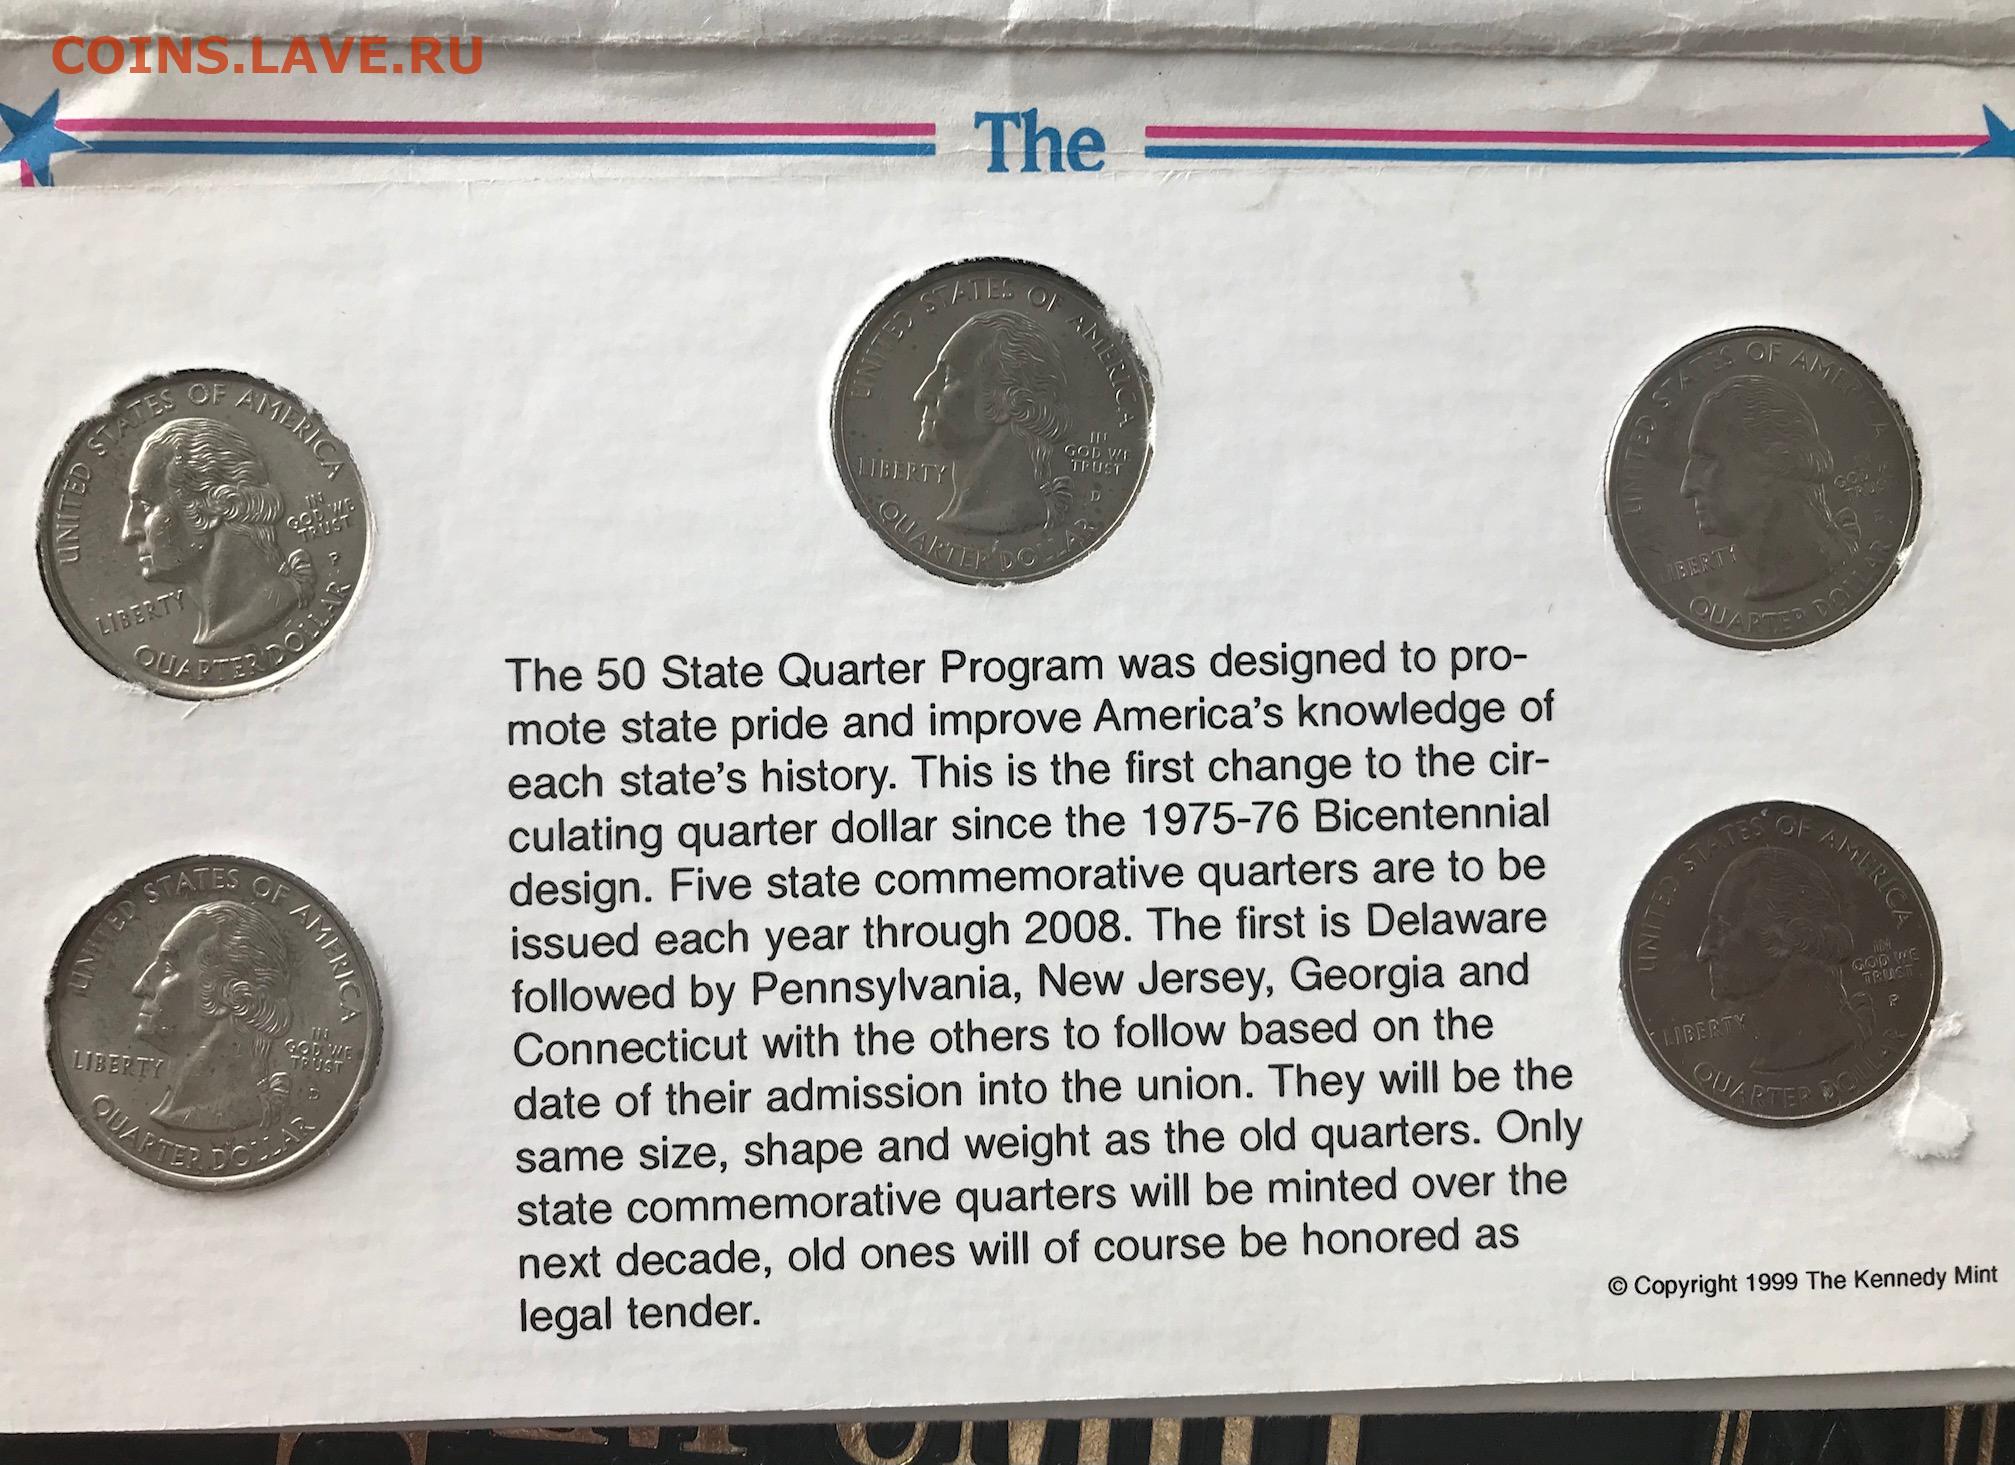 COINS.LAVE.RU
The
UNITED STATES OF AMERICA
IN
GOD WE
TRUST
D
LIBERTY
QUARTER DOLLAR
UNITED STATES OF AMERICA
IN
GOD WE
TRUST
P
LIBERTY
QUARTER DOLLAR
UNITED STATES OF AMERICA
GOD
TRUST
LIBERTY
QUARTER DOLLAR
The 50 State Quarter Program was designed to pro-
mote state pride and improve America's knowledge of
each state's history. This is the first change to the cir-
culating quarter dollar since the 1975-76 Bicentennial
design. Five state commemorative quarters are to be
issued each year through 2008. The first is Delaware
followed by Pennsylvania, New Jersey, Georgia and
Connecticut with the others to follow based on the
date of their admission into the union. They will be the
same size, shape and weight as the old quarters. Only
state commemorative quarters will be minted over the
next decade, old ones will of course be honored as
legal tender.
UNITED STATES OF AMERICA
IN
GOD WE
TRUST
D
LIBERTY
QUARTER DOLLAR
UNITED STATES OF AMERICA
IN
GOD WE
TRUST
P
LIBERTY
QUARTER DOLLAR
© Copyright 1999 The Kennedy Mint